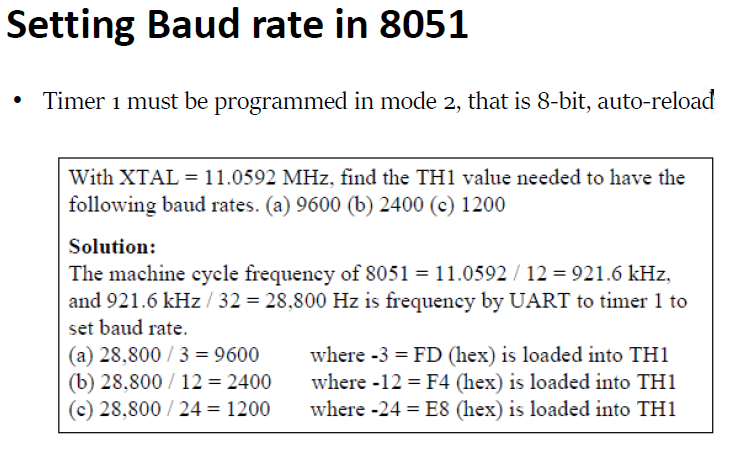 Setting Baud rate in 8051
• Timer 1 must be programmed in mode 2, that is 8-bit, auto-reload
With XTAL = 11.0592 MHz, find the TH1 value needed to have the
following baud rates. (a) 9600 (b) 2400 (c) 1200
Solution:
The machine cycle frequency of 8051 = 11.0592 / 12 = 921.6 kHz,
and 921.6 kHz / 32 = 28,800 Hz is frequency by UART to timer 1 to
set baud rate.
(a) 28,800 / 3 = 9600 where -3 = FD (hex) is loaded into TH1
(b) 28,800 / 12 = 2400 where -12 = F4 (hex) is loaded into TH1
(c) 28,800 / 24 = 1200 where -24 = E8 (hex) is loaded into TH1